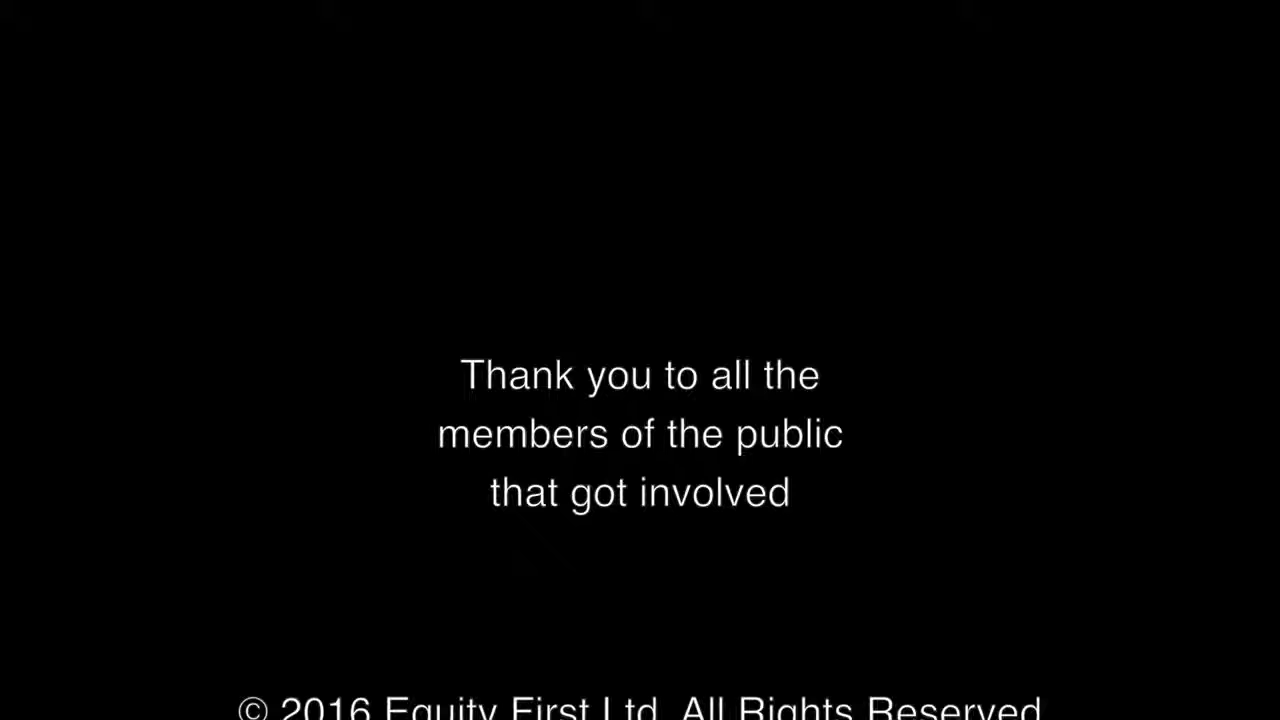 Thank you to all the
members of the public
that got involved
© 2016 Equity First Ltd. All Rights Reserved